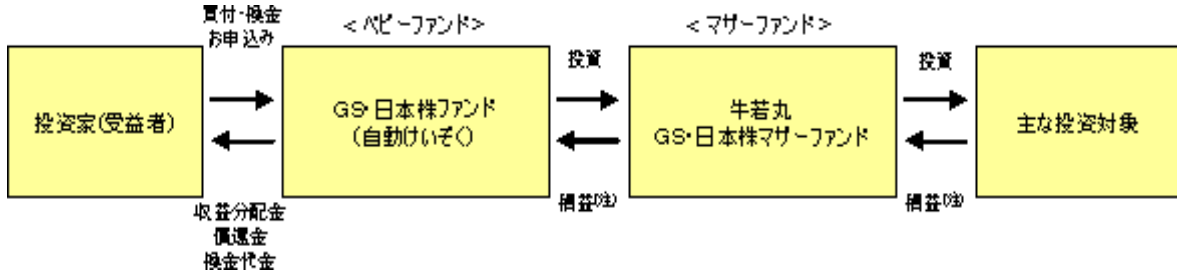 買付・換金
お申込み
<ベビーファンド>
<マザーファンド>
投資
投資
投資家(受益者)
GS・日本株ファンド
(自動けいぞく)
牛若丸
GS・日本株マザーファンド
主な投資対象
収益分配金
償還金
換金代金
損益(注)
損益(注)